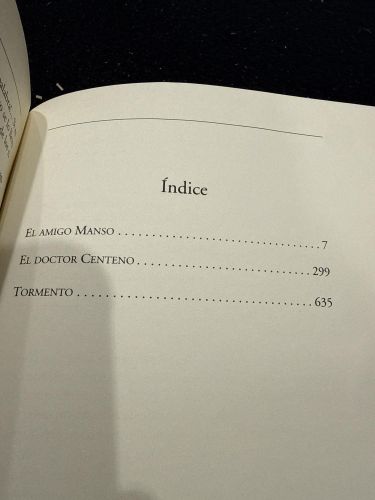 Índice
EL AMIGO MANSO . . . . . . . . . . . . . . . . . . . . . . . . . . . . . . . 7
EL DOCTOR CENTENO . . . . . . . . . . . . . . . . . . . . . . . . . . . 299
TORMENTO . . . . . . . . . . . . . . . . . . . . . . . . . . . . . . . . . . . . 635